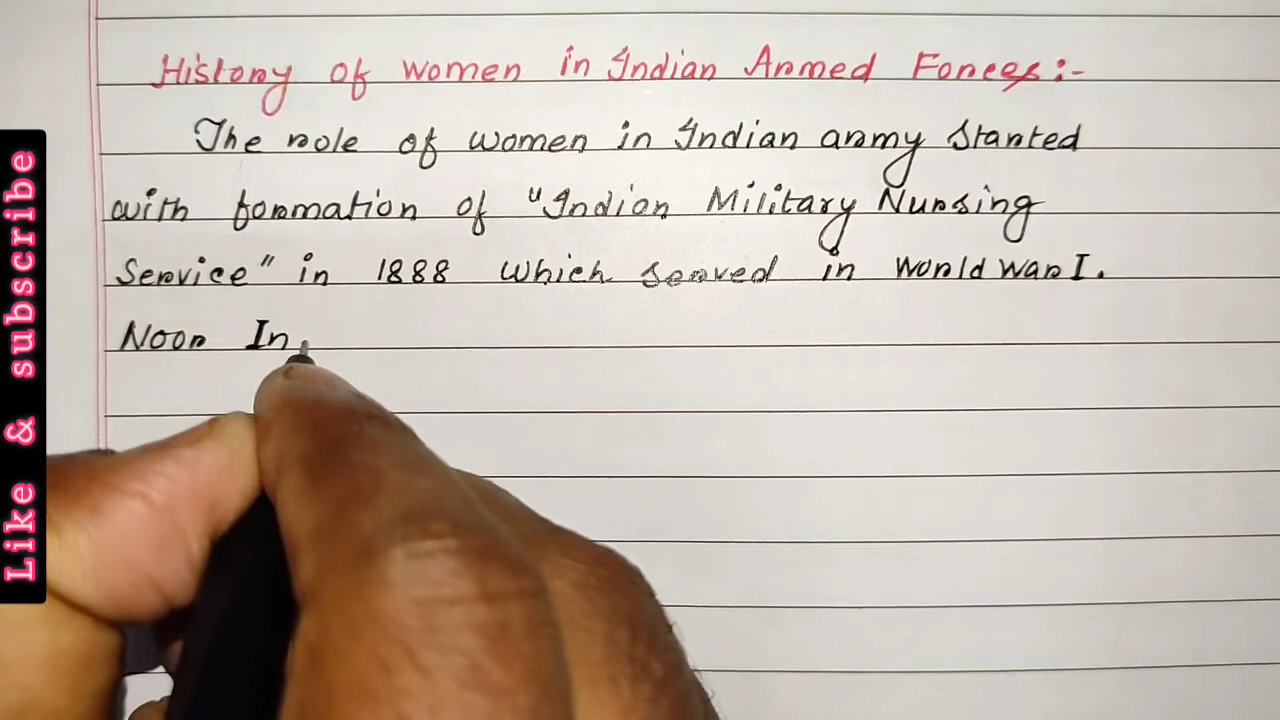 Like & subscribe
History of women in Indian Armed Forces:-
The role of women in Indian army started
with formation of "Indian Military Nursing
Service" in 1888 which served in World War I.
Noor In